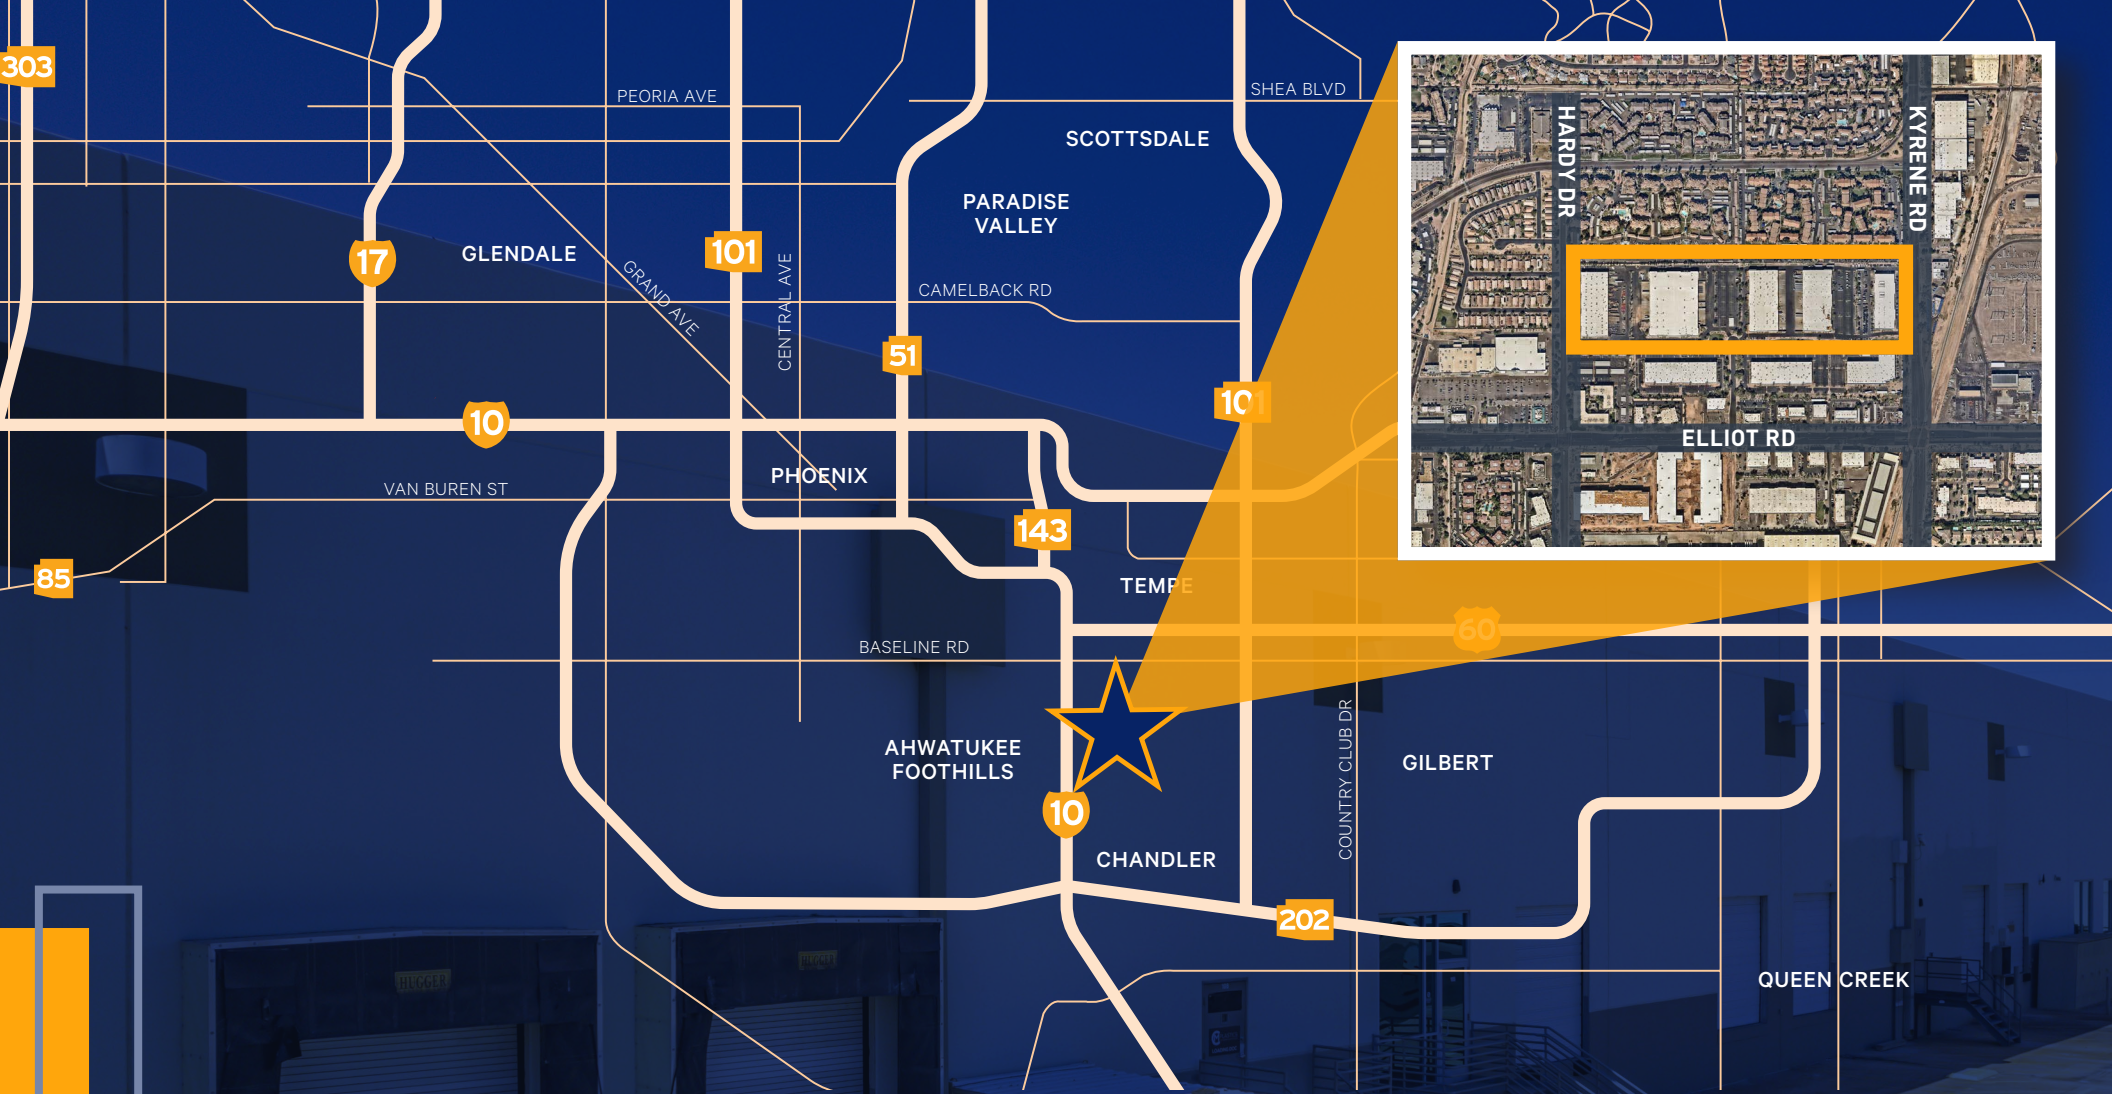 303
PEORIA AVE
SHEA BLVD
SCOTTSDALE
PARADISE
VALLEY
17
GLENDALE
101
GRAND AVE
CENTRAL AVE
CAMELBACK RD
51
101
10
PHOENIX
VAN BUREN ST
143
85
TEMPE
60
BASELINE RD
AHWATUKEE
FOOTHILLS
COUNTRY CLUB DR
GILBERT
10
CHANDLER
202
QUEEN CREEK
HUGGER
HUGGER
HARDY DR
KYRENE RD
ELLIOT RD